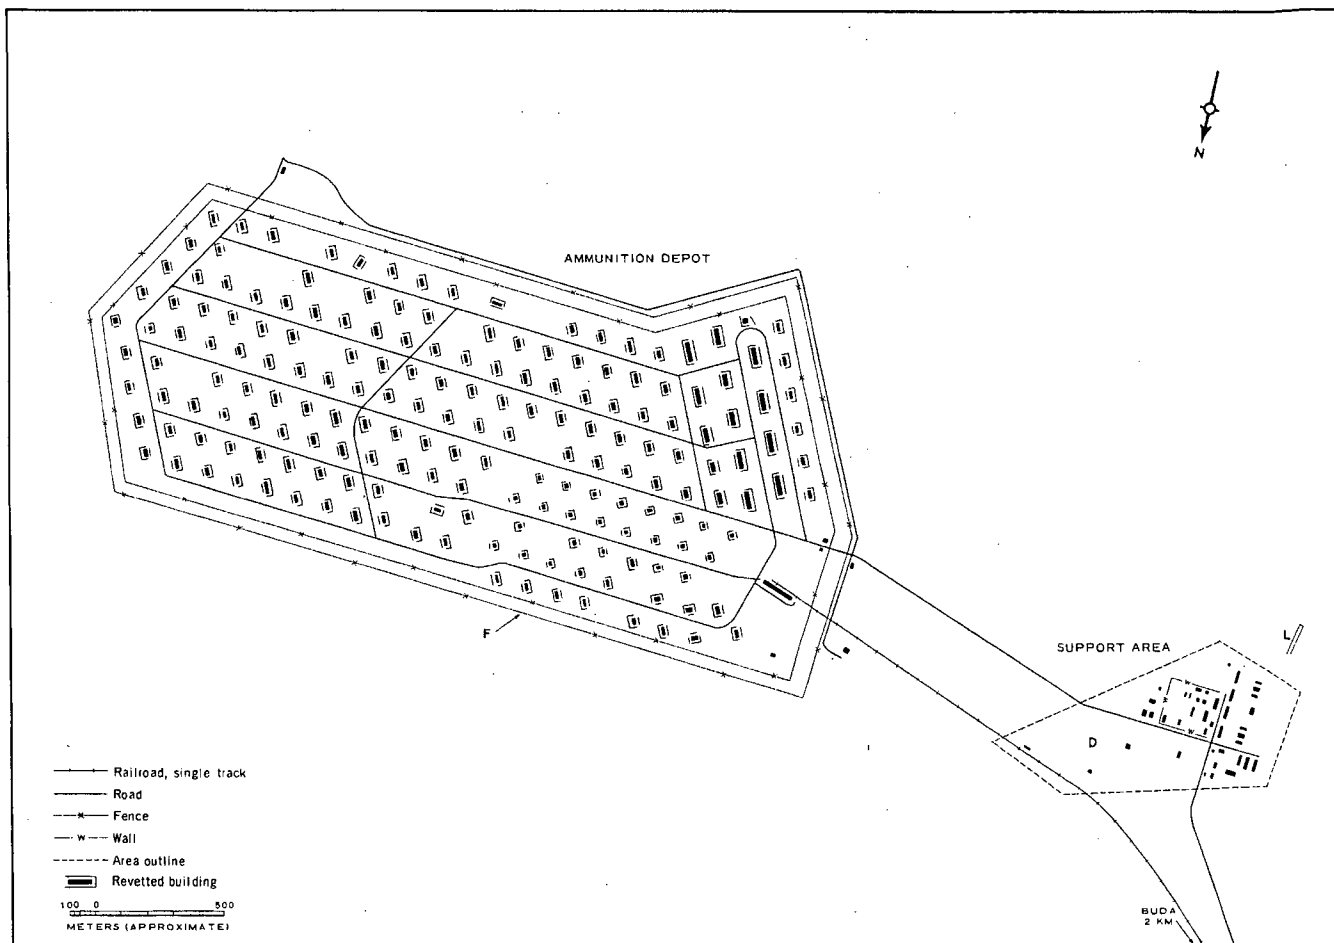 N
AMMUNITION DEPOT
F
L
SUPPORT AREA
W
W
W
D
Railroad, single track
Road
Fence
W Wall
Area outline
Revetted building
100 0 500
METERS (APPROXIMATE)
BUDA
2 KM